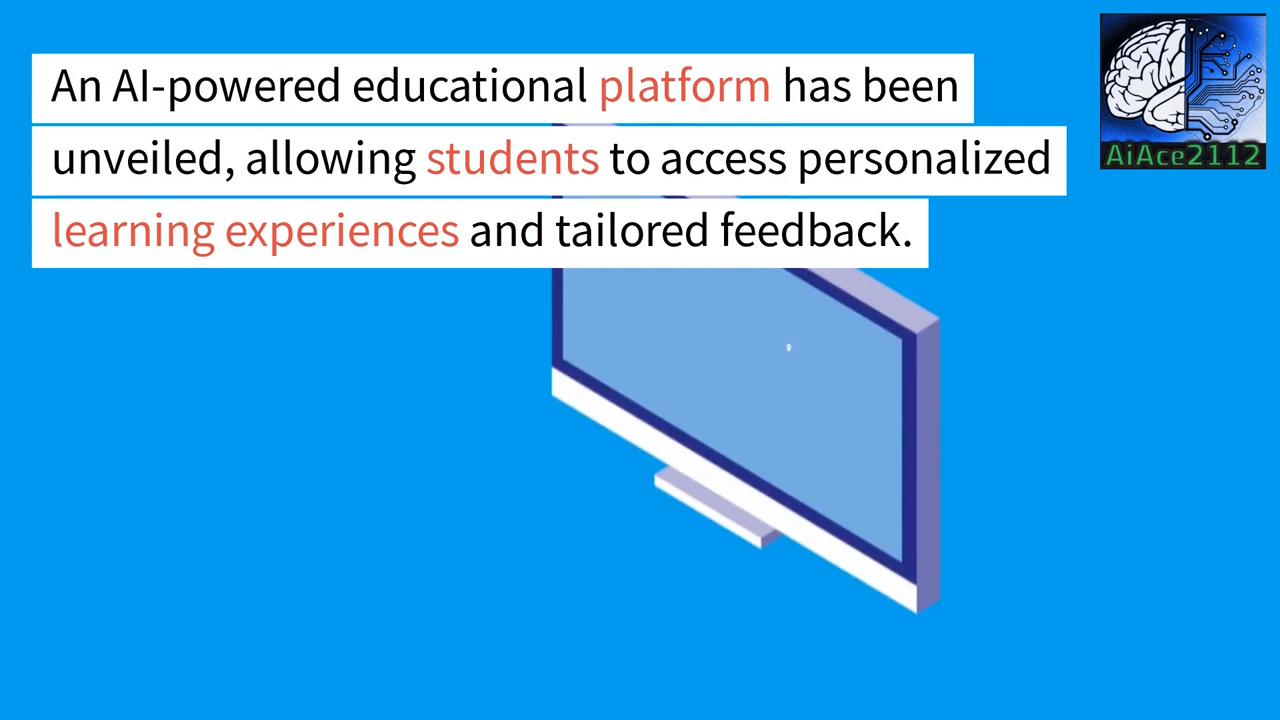 An AI-powered educational platform has been
unveiled, allowing students to access personalized
learning experiences and tailored feedback.
AiAce2112